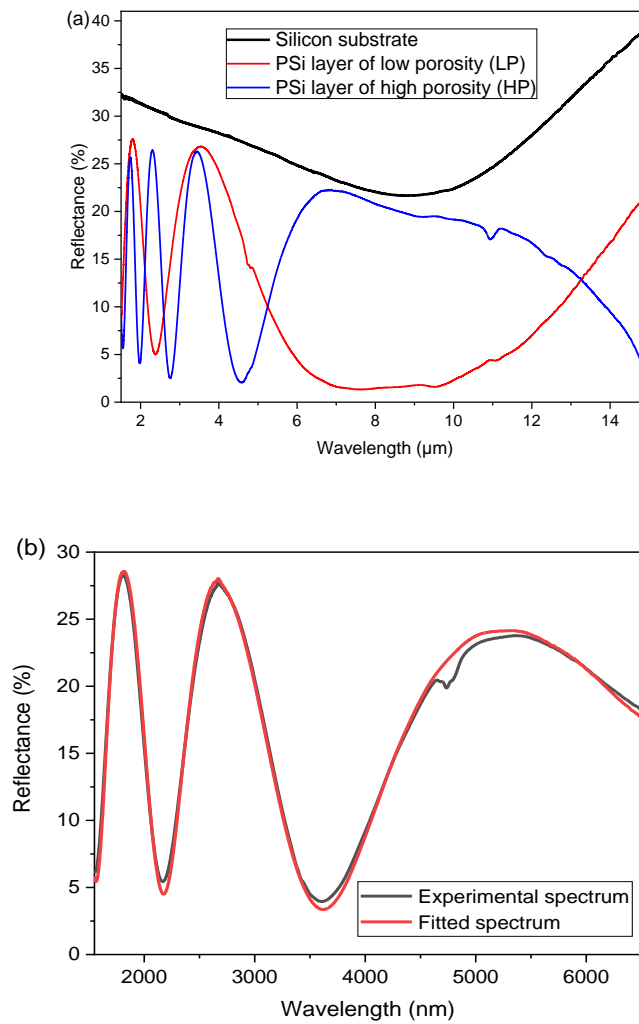 (a)
Silicon substrate
PSi layer of low porosity (LP)
PSi layer of high porosity (HP)
Reflectance (%)
40
35
30
25
20
15
10
5
0
2 4 6 8 10 12 14
Wavelength (µm)
(b)
Reflectance (%)
30
25
20
15
10
5
0
Experimental spectrum
Fitted spectrum
2000 3000 4000 5000 6000
Wavelength (nm)